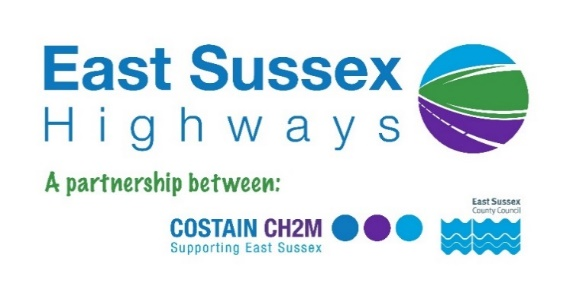 East Sussex
Highways
A partnership between:
COSTAIN CH2M
Supporting East Sussex
East Sussex
County Council